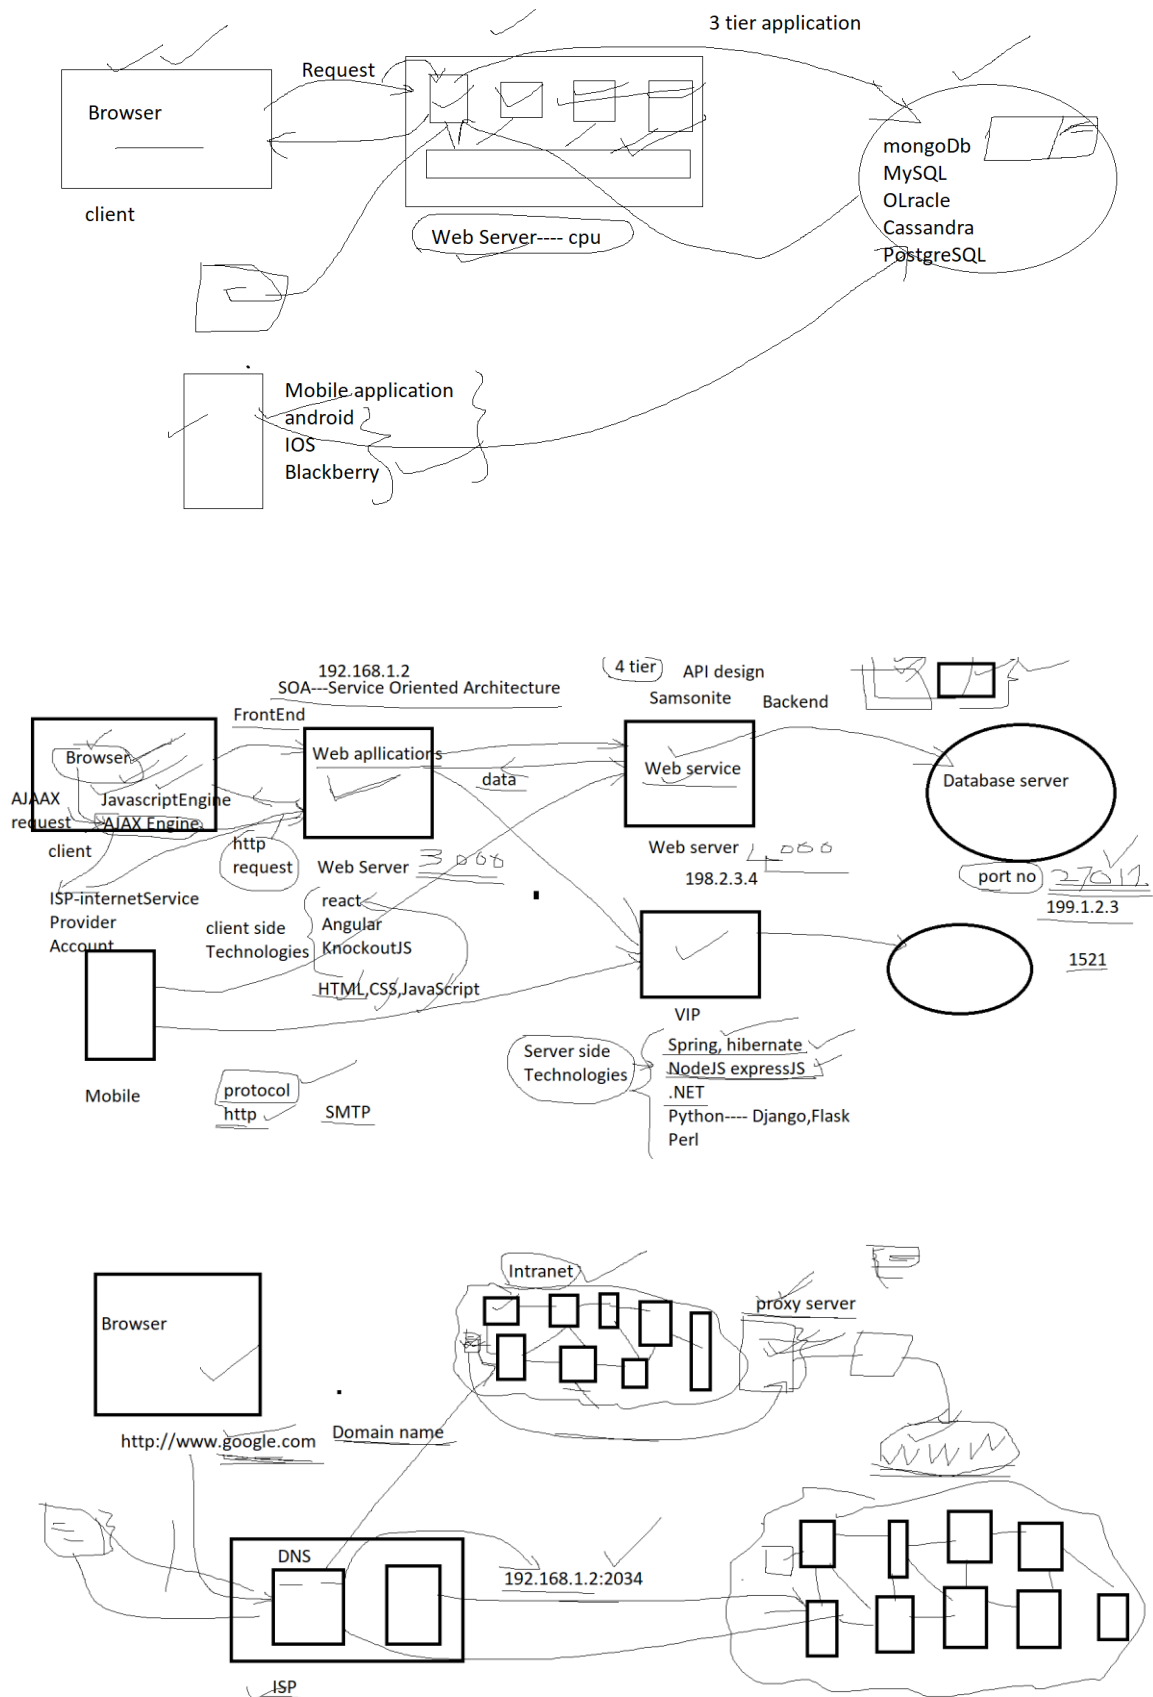 3 tier application
Request
Browser
client
mongoDb
MySQL
OLracle
Cassandra
PostgreSQL
Web Server---- cpu
Mobile application
android
IOS
Blackberry
192.168.1.2
SOA---Service Oriented Architecture
4 tier
API design
Samsonite
Backend
FrontEnd
Browser
Web apllications
Web service
Database server
data
AJAAX
request
JavascriptEngine
AJAX Engine
client
http
request
Web Server 3000
Web server 4000
198.2.3.4
port no 27017
199.1.2.3
ISP-internetService
Provider
Account
client side
Technologies
react
Angular
KnockoutJS
HTML,CSS,JavaScript
1521
VIP
Mobile
protocol
http
SMTP
Server side
Technologies
Spring, hibernate
NodeJS expressJS
.NET
Python---- Django,Flask
Perl
Intranet
proxy server
Browser
http://www.google.com
Domain name
WWW
DNS
192.168.1.2:2034
ISP